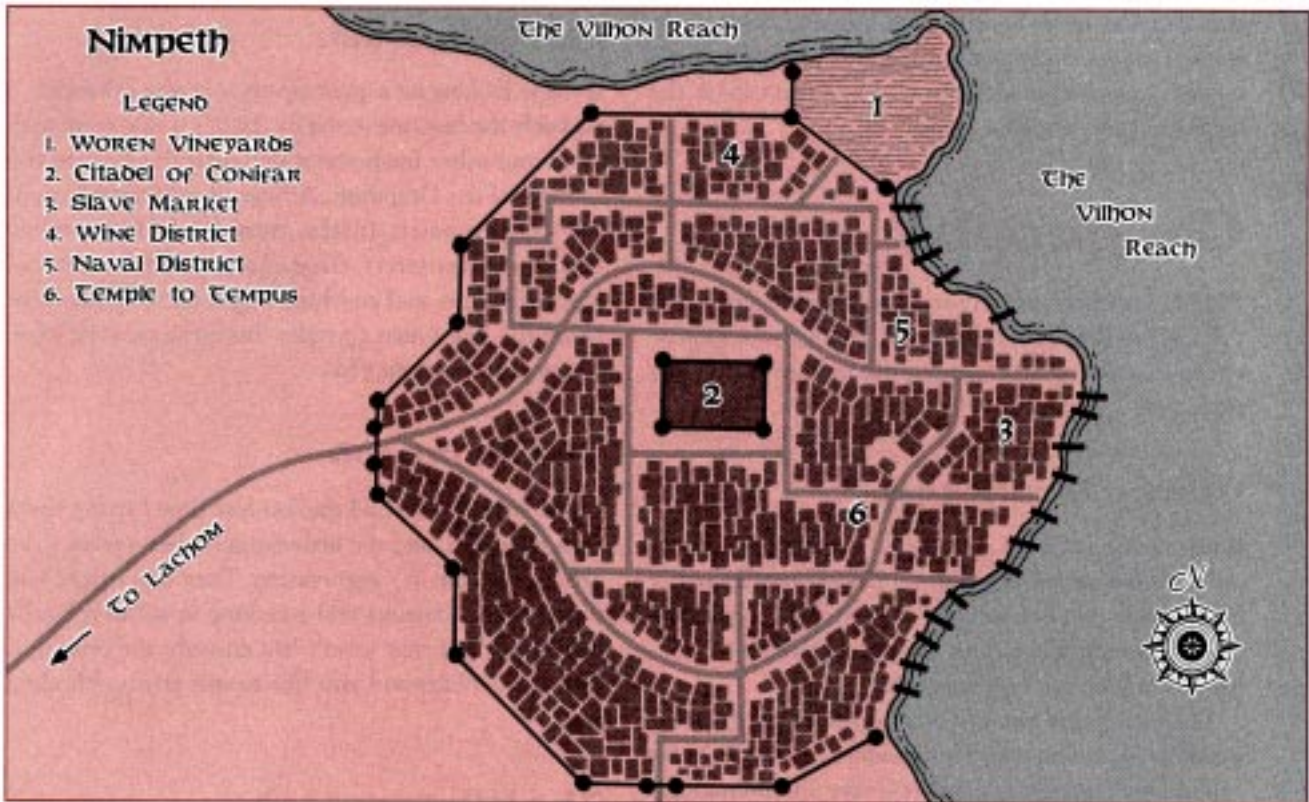 Nimpeth
The Vilhon Reach
Legend
1. Woren Vineyards
2. Citadel of Conifar
3. Slave Market
4. Wine District
5. Naval District
6. Temple to Tempus
1
4
The
Vilhon
Reach
5
2
3
6
To Lachom
N